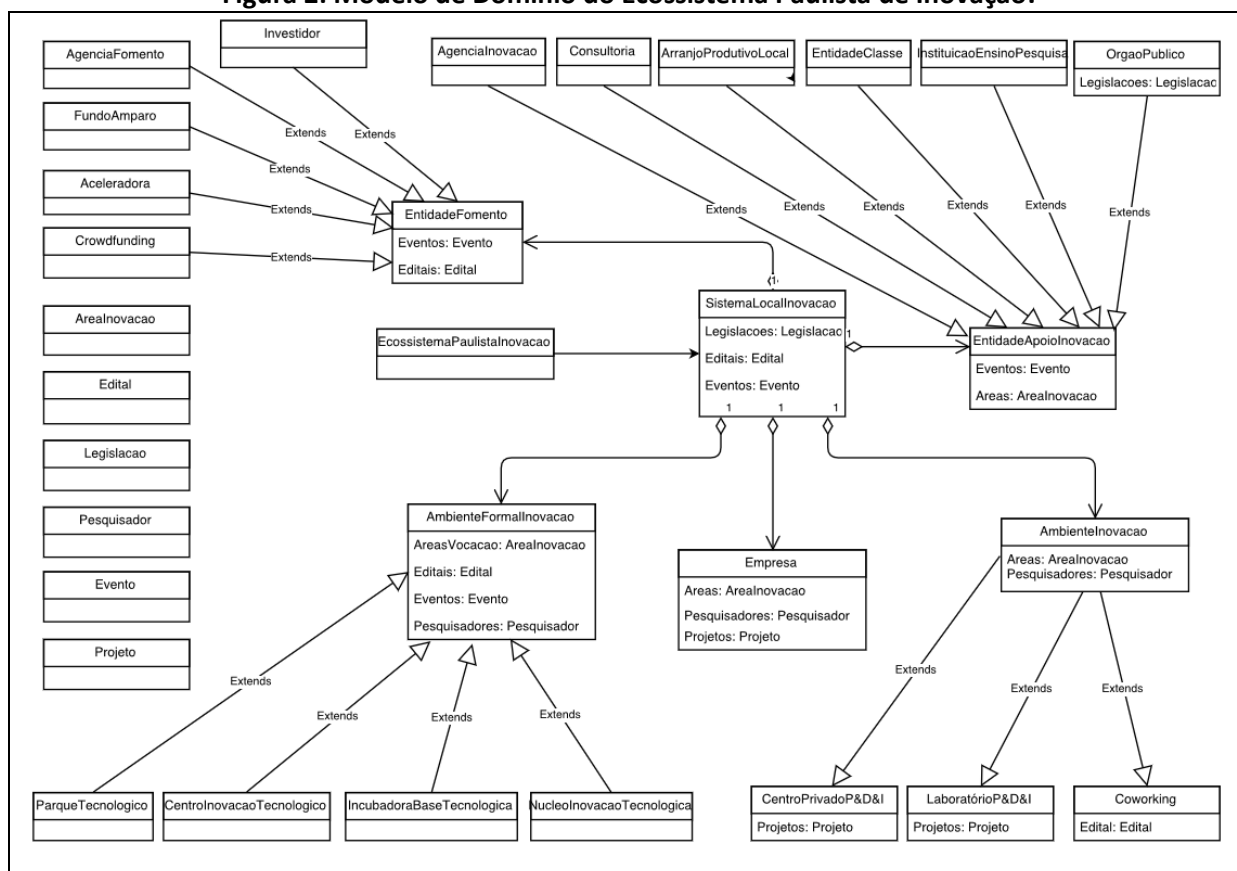 Figura 2. Modelo de Domínio do Ecossistema Paulista de Inovação.
AgenciaFomento
Investidor
AgenciaInovacao
Consultoria
ArranjoProdutivoLocal
EntidadeClasse
InstituicaoEnsinoPesquisa
OrgaoPublico
Legislacoes: Legislacao
FundoAmparo
Aceleradora
Crowdfunding
Extends
Extends
Extends
Extends
Extends
EntidadeFomento
Eventos: Evento
Editais: Edital
Extends
Extends
Extends
Extends
Extends
Extends
AreaInovacao
Edital
Legislacao
Pesquisador
Evento
Projeto
EcossistemaPaulistaInovacao
1
SistemaLocalInovacao
Legislacoes: Legislacao
Editais: Edital
Eventos: Evento
1
1
1
1
EntidadeApoioInovacao
Eventos: Evento
Areas: AreaInovacao
AmbienteFormalInovacao
AreasVocacao: AreaInovacao
Editais: Edital
Eventos: Evento
Pesquisadores: Pesquisador
Empresa
Areas: AreaInovacao
Pesquisadores: Pesquisador
Projetos: Projeto
AmbienteInovacao
Areas: AreaInovacao
Pesquisadores: Pesquisador
Extends
Extends
Extends
Extends
Extends
Extends
Extends
ParqueTecnologico
CentroInovacaoTecnologico
IncubadoraBaseTecnologica
NucleoInovacaoTecnologica
CentroPrivadoP&D&I
Projetos: Projeto
LaboratórioP&D&I
Projetos: Projeto
Coworking
Edital: Edital